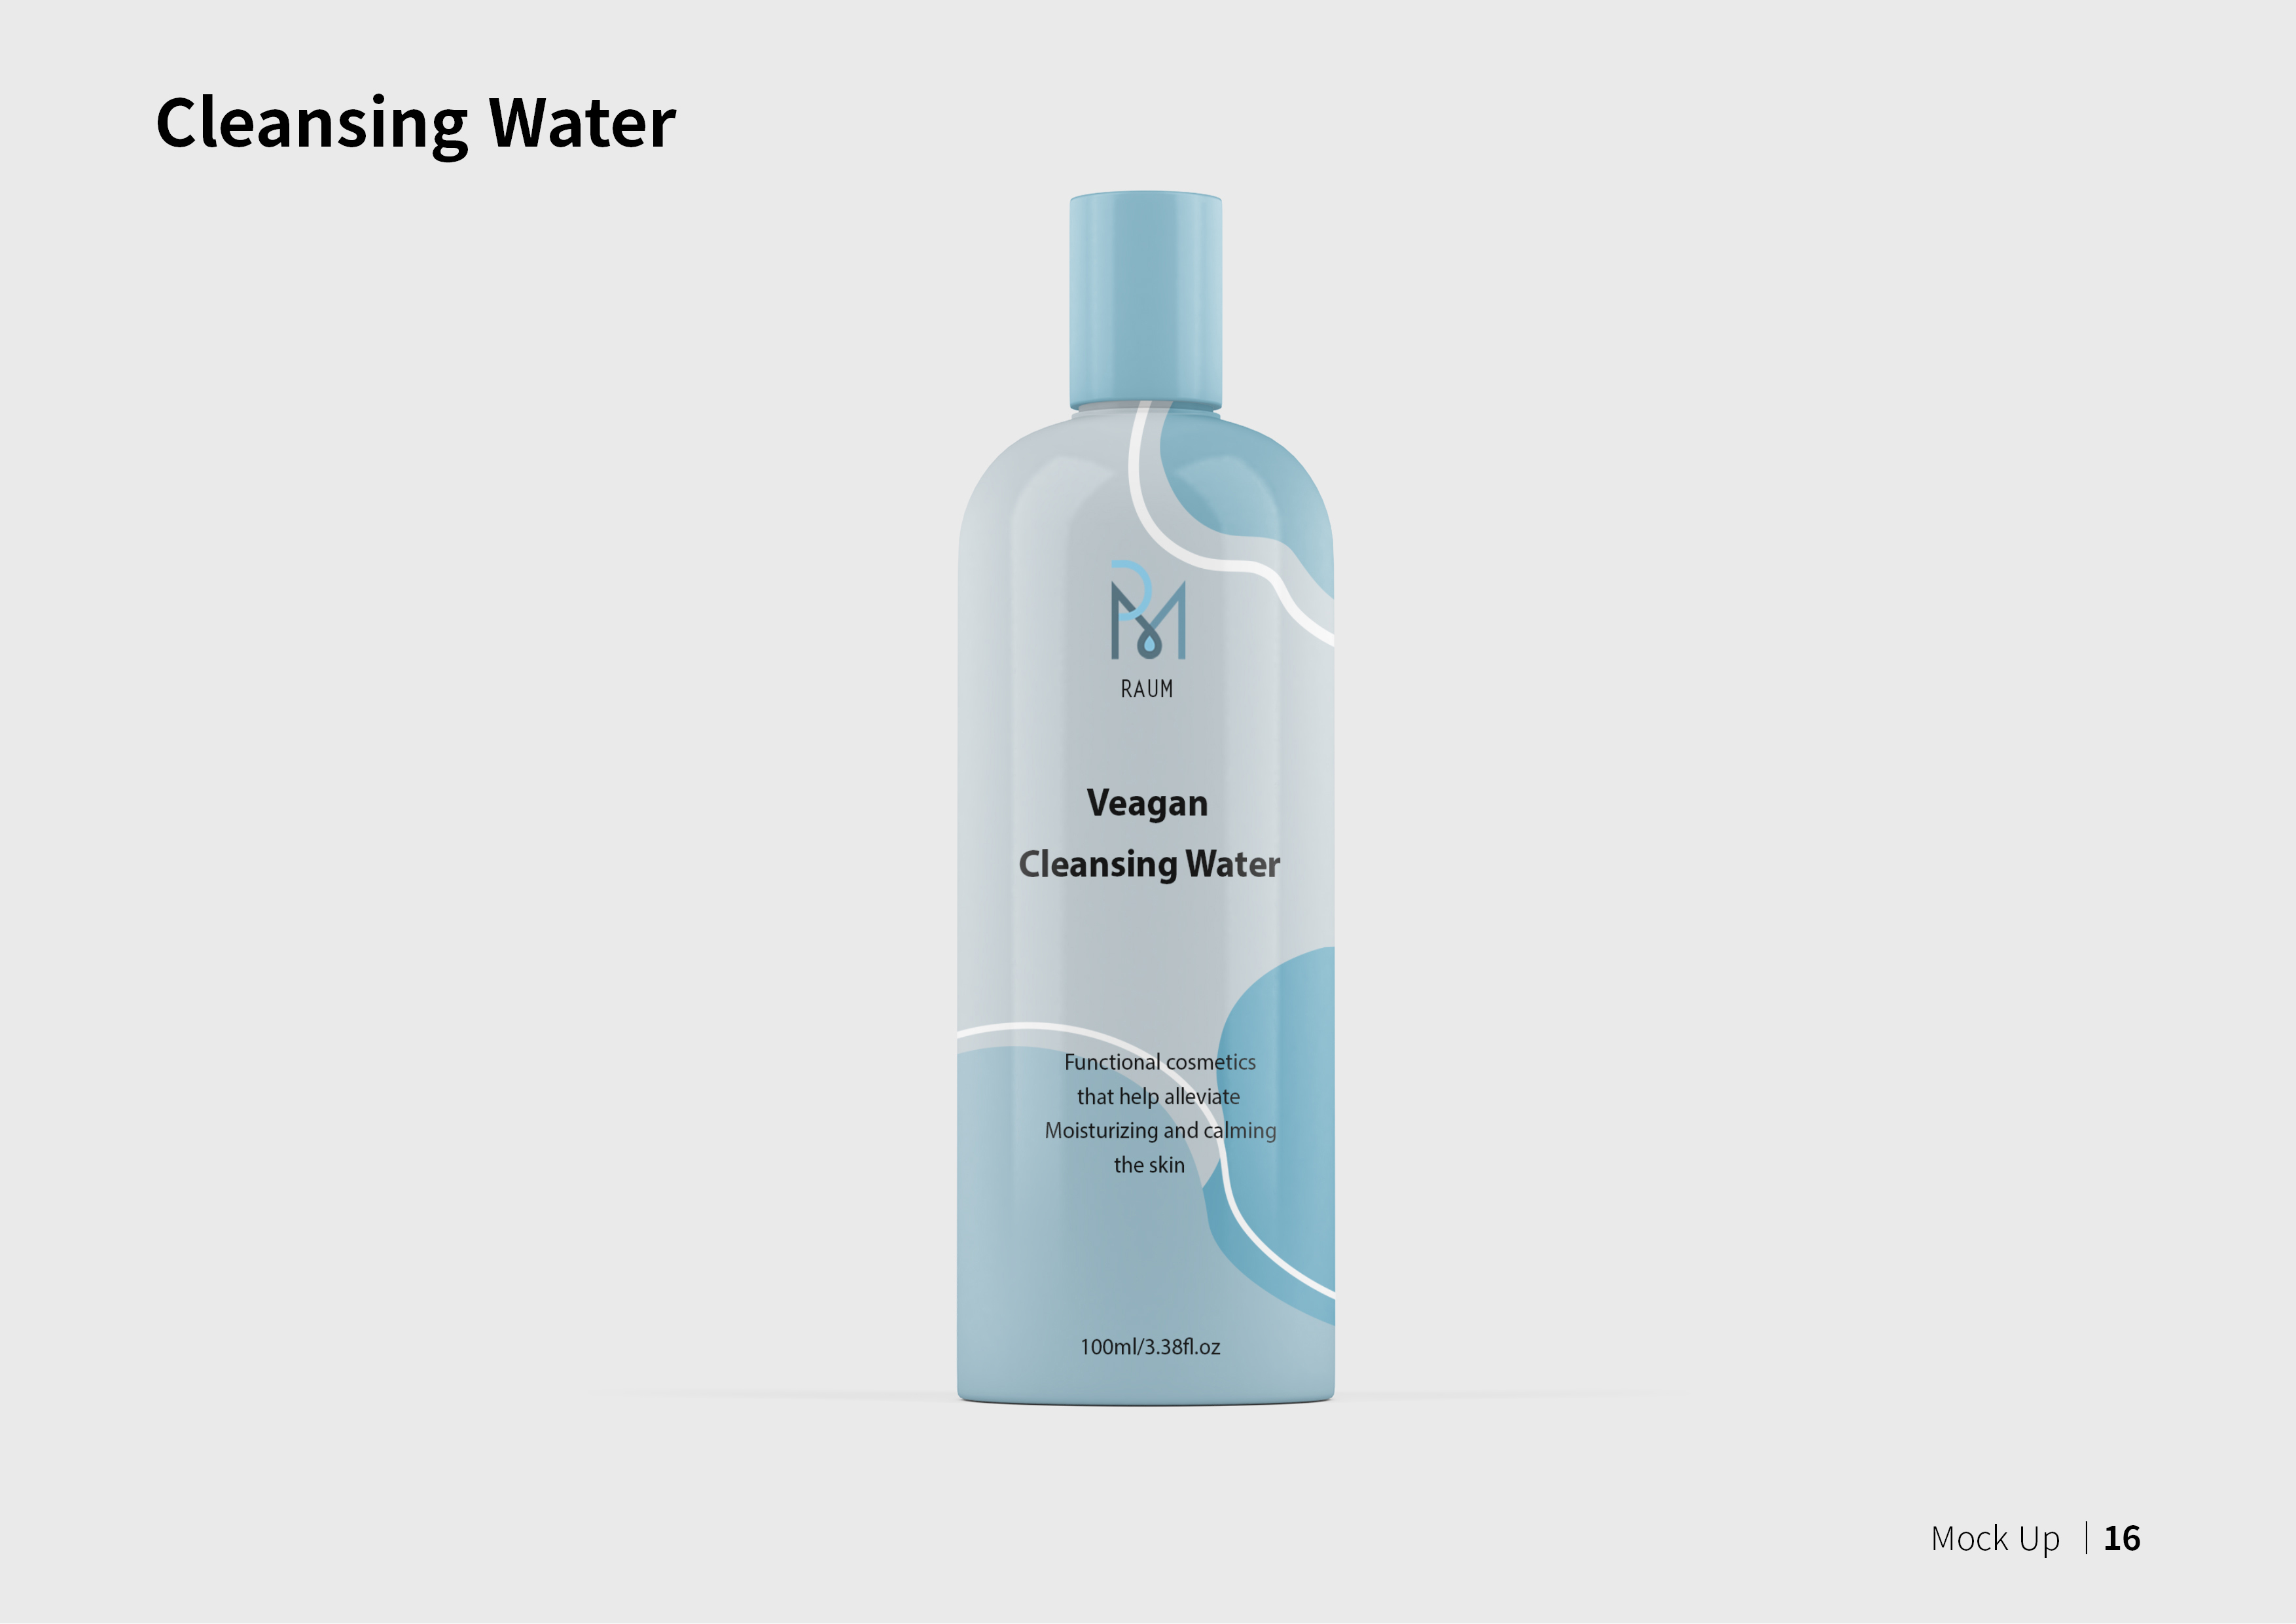 Cleansing Water
RM
RAUM
Veagan
Cleansing Water
Functional cosmetics
that help alleviate
Moisturizing and calming
the skin
100ml/3.38fl.oz
Mock Up | 16